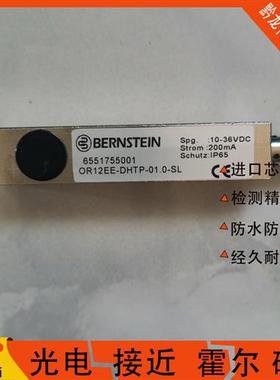 BERNSTEIN
Spg. :10-36VDC
Strom:200mA
Schutz:IP65
6551755001
OR12EE-DHTP-01.0-SL
CE
进口芯
检测精
防水防
经久耐
光电 接近 霍尔